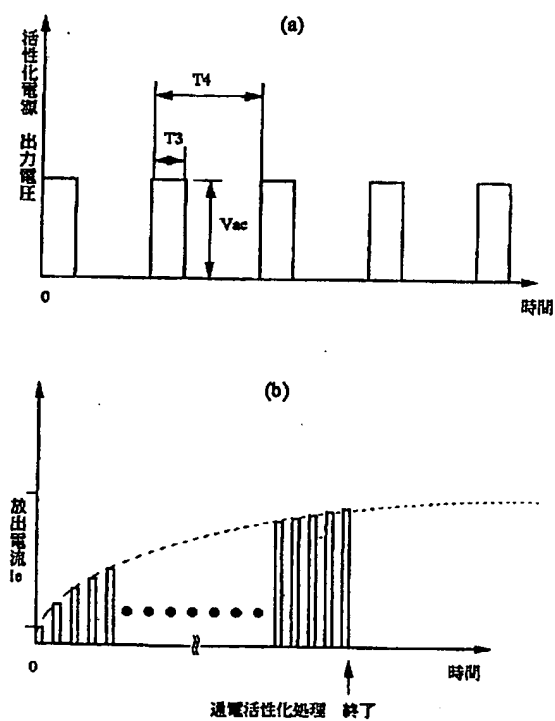 (a)
活性化電源 出力電圧
T4
T3
Vac
0
時間
(b)
放出電流
Ie
0
時間
通電活性化処理 終了